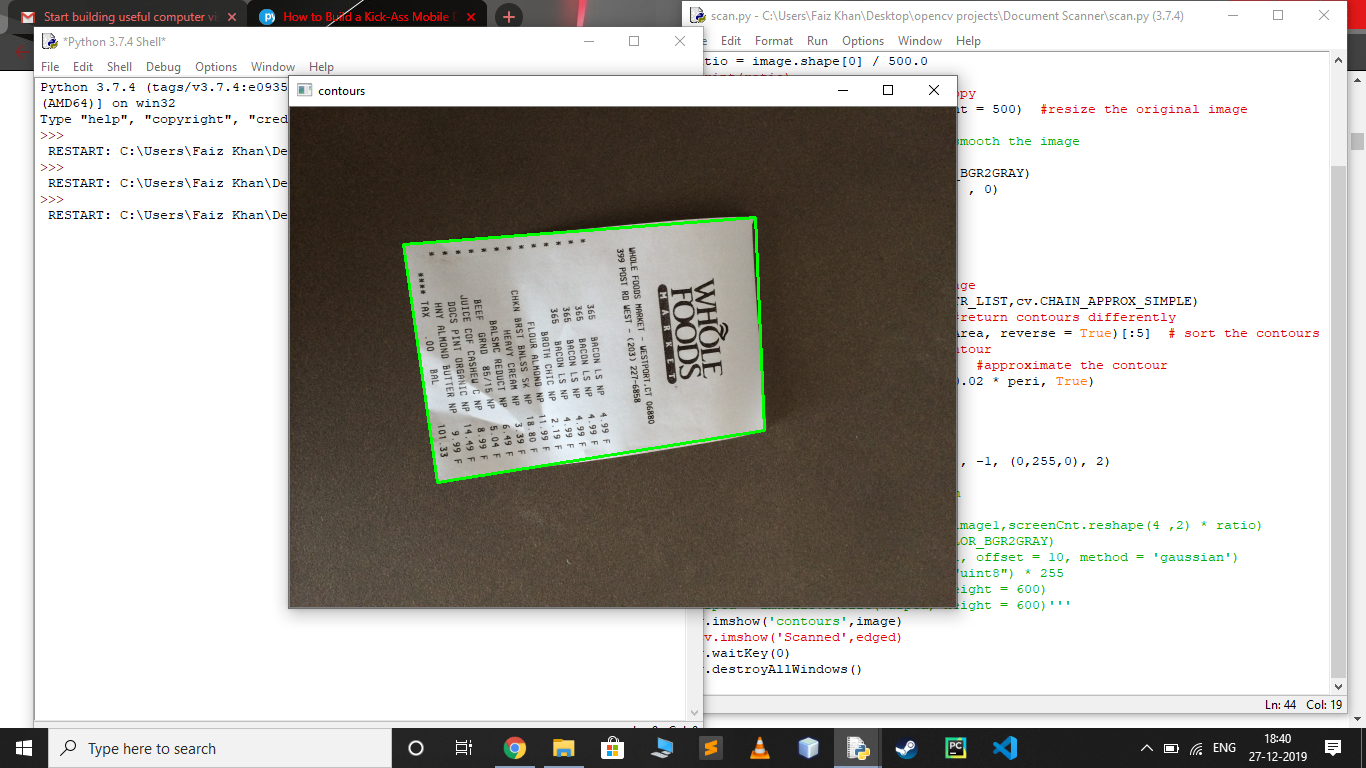 Start building useful computer vi
How to Build a Kick-Ass Mobile
scan.py - C:\Users\Faiz Khan\Desktop\opencv projects\Document Scanner\scan.py (3.7.4)
Edit Format Run Options Window Help
*Python 3.7.4 Shell*
File Edit Shell Debug Options Window Help
Python 3.7.4 (tags/v3.7.4:e0935
(AMD64)] on win32
Type "help", "copyright", "cred
>>>
RESTART: C:\Users\Faiz Khan\De
>>>
RESTART: C:\Users\Faiz Khan\De
>>>
RESTART: C:\Users\Faiz Khan\De
contours
WHOLE
FOODS
MARKET
WHOLE FOODS MARKET - WESTPORT,CT 06880
399 POST RD WEST - (203) 227-6858
365 BACON LS NP 4.99 F
365 BACON LS NP 4.99 F
365 BACON LS NP 4.99 F
365 BACON LS NP 4.99 F
BROTH CHIC NP 2.19 F
FLOUR ALMOND NP 11.99 F
CHKN BRST BNLSS SK NP 18.80 F
HEAVY CREAM NP 3.39 F
BALSMC REDUCT NP 6.49 F
BEEF GRND 85/15 NP 5.04 F
JUICE COF CASHEW C NP 8.99 F
DOCS PINT ORGANIC NP 14.49 F
HNY ALMOND BUTTER NP 9.99 F
**** TAX .00 BAL 101.33
tio = image.shape[0] / 500.0
opy
t = 500) #resize the original image
smooth the image
_BGR2GRAY)
, 0)
age
R_LIST,cv.CHAIN_APPROX_SIMPLE)
return contours differently
Area, reverse = True)[:5] # sort the contours
ntour
#approximate the contour
0.02 * peri, True)
, -1, (0,255,0), 2)
image1,screenCnt.reshape(4 ,2) * ratio)
LOR_BGR2GRAY)
, offset = 10, method = 'gaussian')
"uint8") * 255
eight = 600)
eight = 600)'''
.imshow('contours',image)
v.imshow('Scanned',edged)
.waitKey(0)
.destroyAllWindows()
Ln: 44 Col: 19
Type here to search
ENG
18:40
27-12-2019